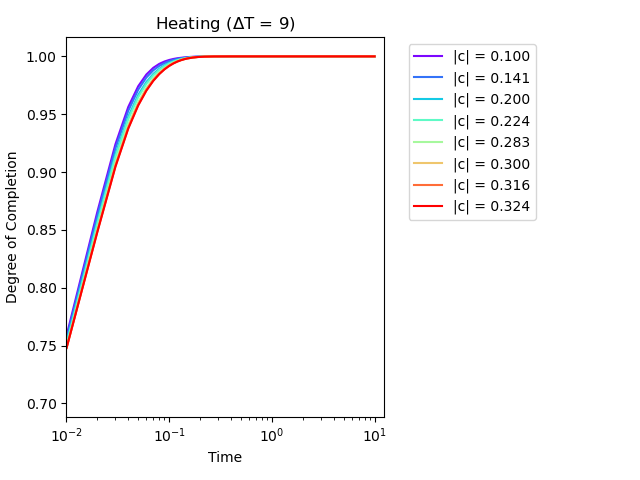 Heating (ΔT = 9)
Degree of Completion
1.00
0.95
0.90
0.85
0.80
0.75
0.70
10⁻² 10⁻¹ 10⁰ 10¹
Time
|c| = 0.100
|c| = 0.141
|c| = 0.200
|c| = 0.224
|c| = 0.283
|c| = 0.300
|c| = 0.316
|c| = 0.324